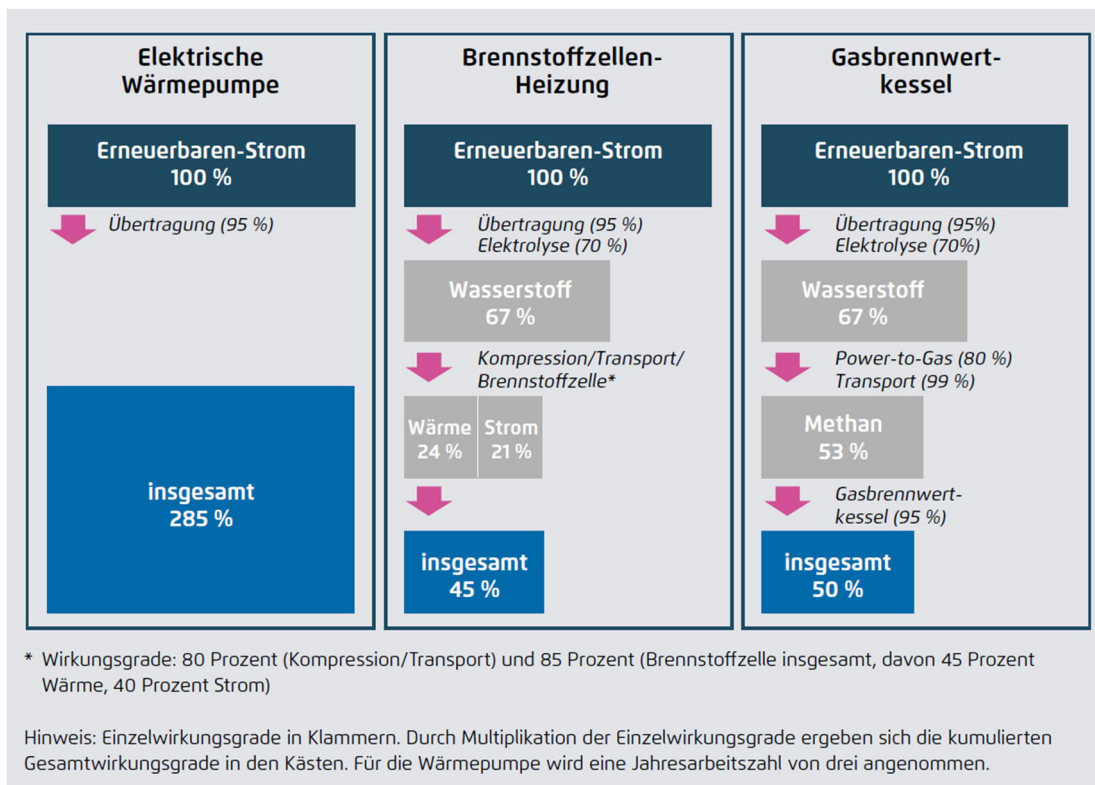 Elektrische
Wärmepumpe
Erneuerbaren-Strom
100 %
Übertragung (95 %)
insgesamt
285 %
Brennstoffzellen-
Heizung
Erneuerbaren-Strom
100 %
Übertragung (95 %)
Elektrolyse (70 %)
Wasserstoff
67 %
Kompression/Transport/
Brennstoffzelle*
Wärme
24 %
Strom
21 %
insgesamt
45 %
Gasbrennwert-
kessel
Erneuerbaren-Strom
100 %
Übertragung (95%)
Elektrolyse (70%)
Wasserstoff
67 %
Power-to-Gas (80 %)
Transport (99 %)
Methan
53 %
Gasbrennwert-
kessel (95 %)
insgesamt
50 %
* Wirkungsgrade: 80 Prozent (Kompression/Transport) und 85 Prozent (Brennstoffzelle insgesamt, davon 45 Prozent
Wärme, 40 Prozent Strom)
Hinweis: Einzelwirkungsgrade in Klammern. Durch Multiplikation der Einzelwirkungsgrade ergeben sich die kumulierten
Gesamtwirkungsgrade in den Kästen. Für die Wärmepumpe wird eine Jahresarbeitszahl von drei angenommen.